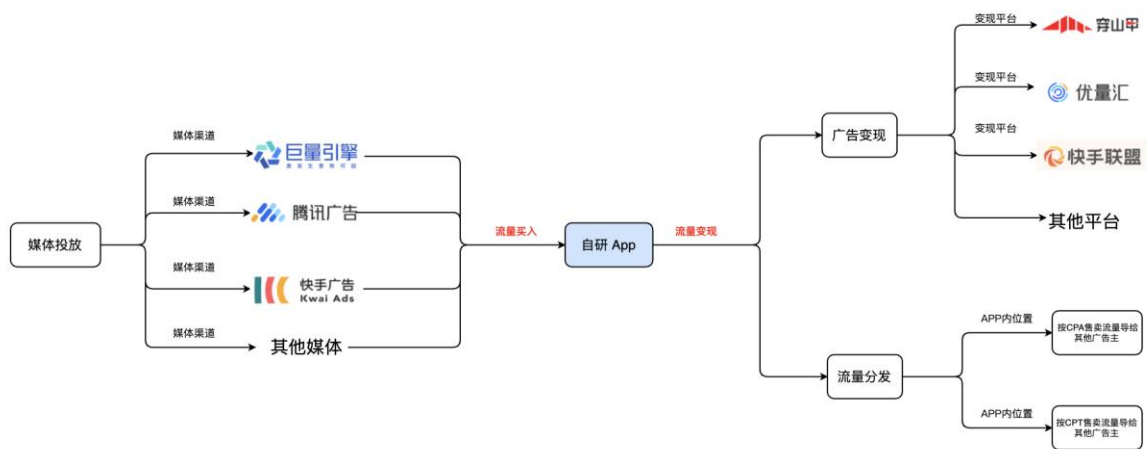 媒体投放
媒体渠道
巨量引擎
媒体渠道
腾讯广告
媒体渠道
快手广告
Kwai Ads
媒体渠道
其他媒体
流量买入
自研 App
流量变现
广告变现
变现平台
穿山甲
变现平台
优量汇
变现平台
快手联盟
其他平台
流量分发
APP内位置
按CPA售卖流量导给
其他广告主
APP内位置
按CPT售卖流量导给
其他广告主